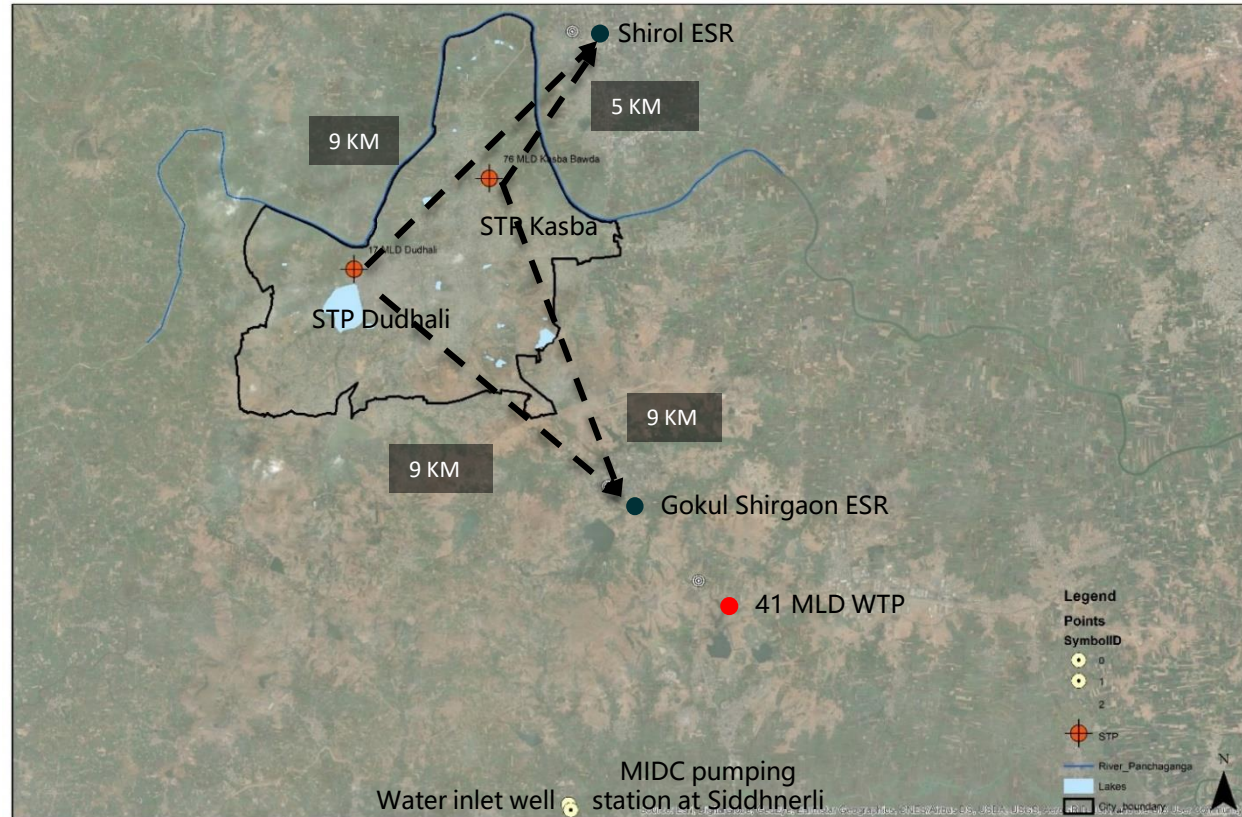 Shirol ESR
5 KM
9 KM
76 MLD Kasba Bawda
STP Kasba
17 MLD Dudhali
STP Dudhali
9 KM
9 KM
Gokul Shirgaon ESR
41 MLD WTP
Legend
Points
SymbolID
0
1
2
STP
River_Panchaganga
Lakes
City_boundary
N
MIDC pumping
Water inlet well
station at Siddhnerli